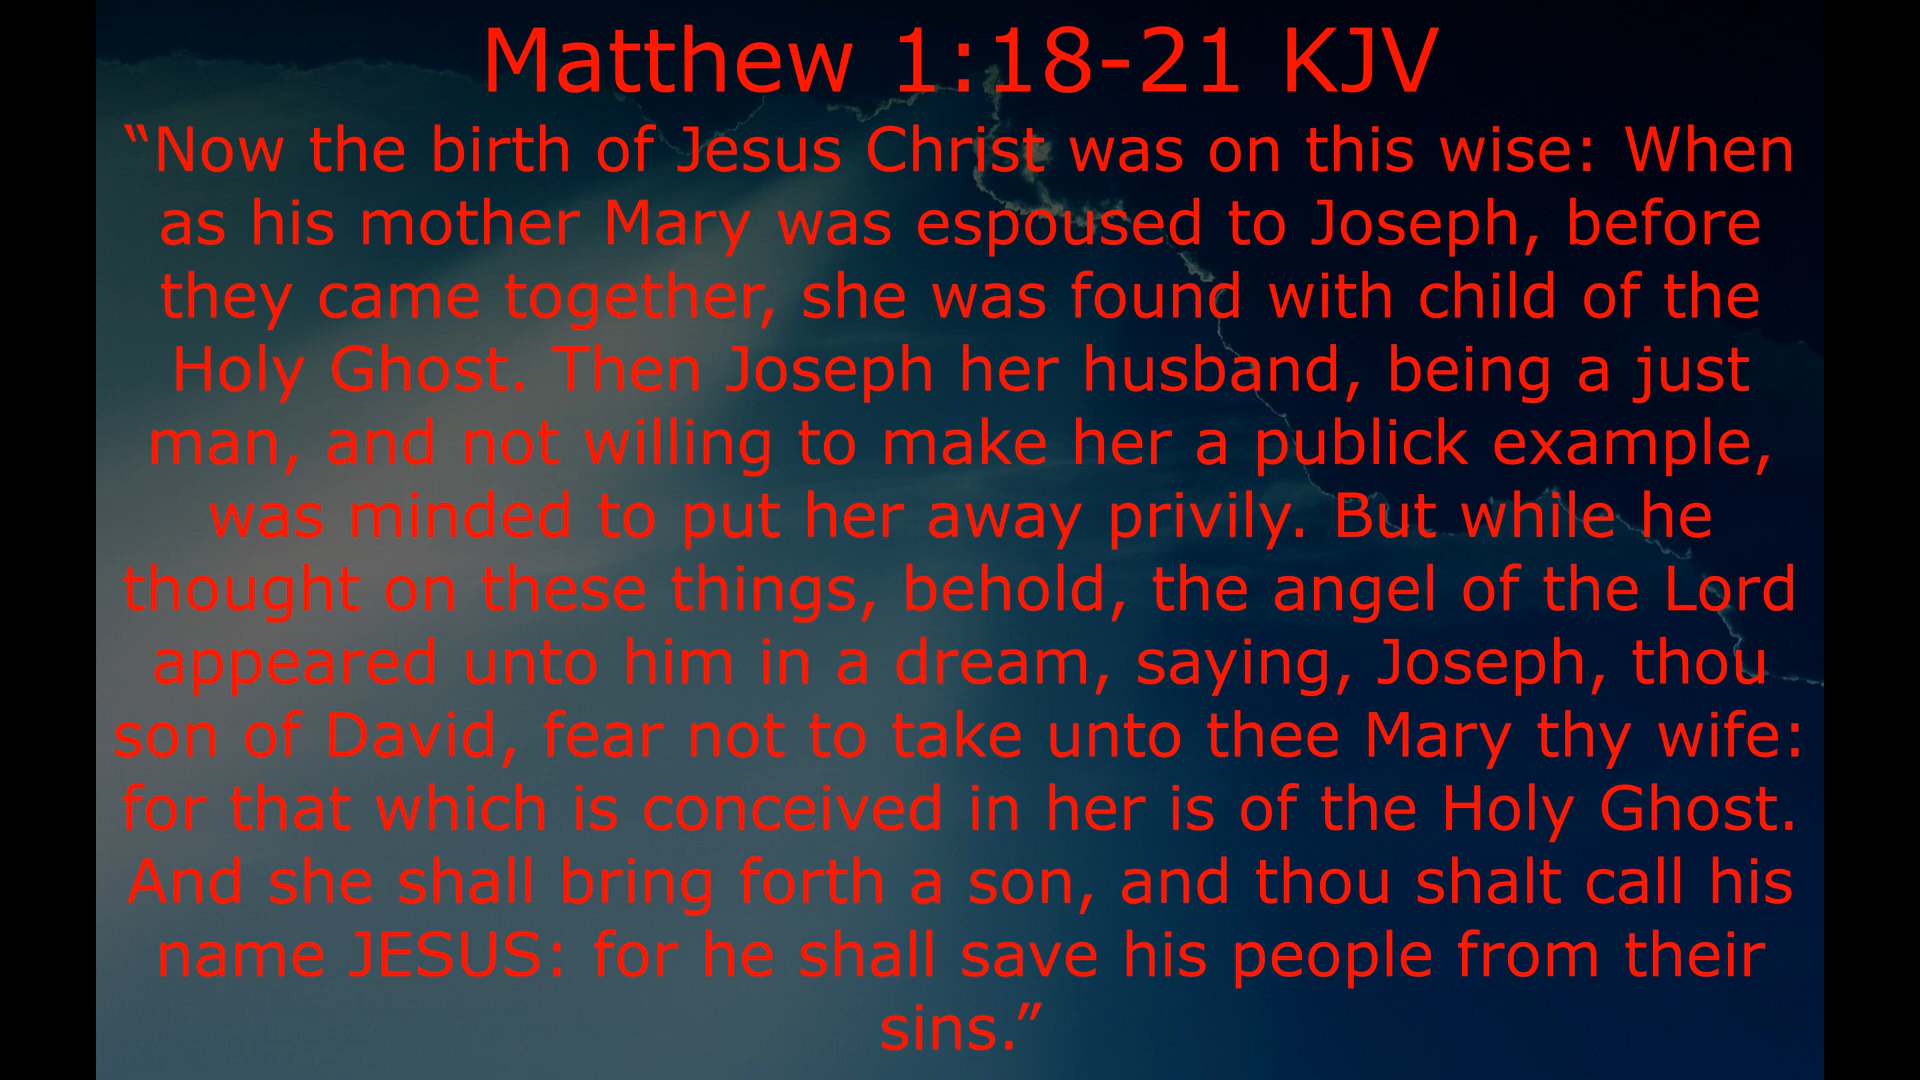 Matthew 1:18-21 KJV
“Now the birth of Jesus Christ was on this wise: When
as his mother Mary was espoused to Joseph, before
they came together, she was found with child of the
Holy Ghost. Then Joseph her husband, being a just
man, and not willing to make her a publick example,
was minded to put her away privily. But while he
thought on these things, behold, the angel of the Lord
appeared unto him in a dream, saying, Joseph, thou
son of David, fear not to take unto thee Mary thy wife:
for that which is conceived in her is of the Holy Ghost.
And she shall bring forth a son, and thou shalt call his
name JESUS: for he shall save his people from their
sins.”